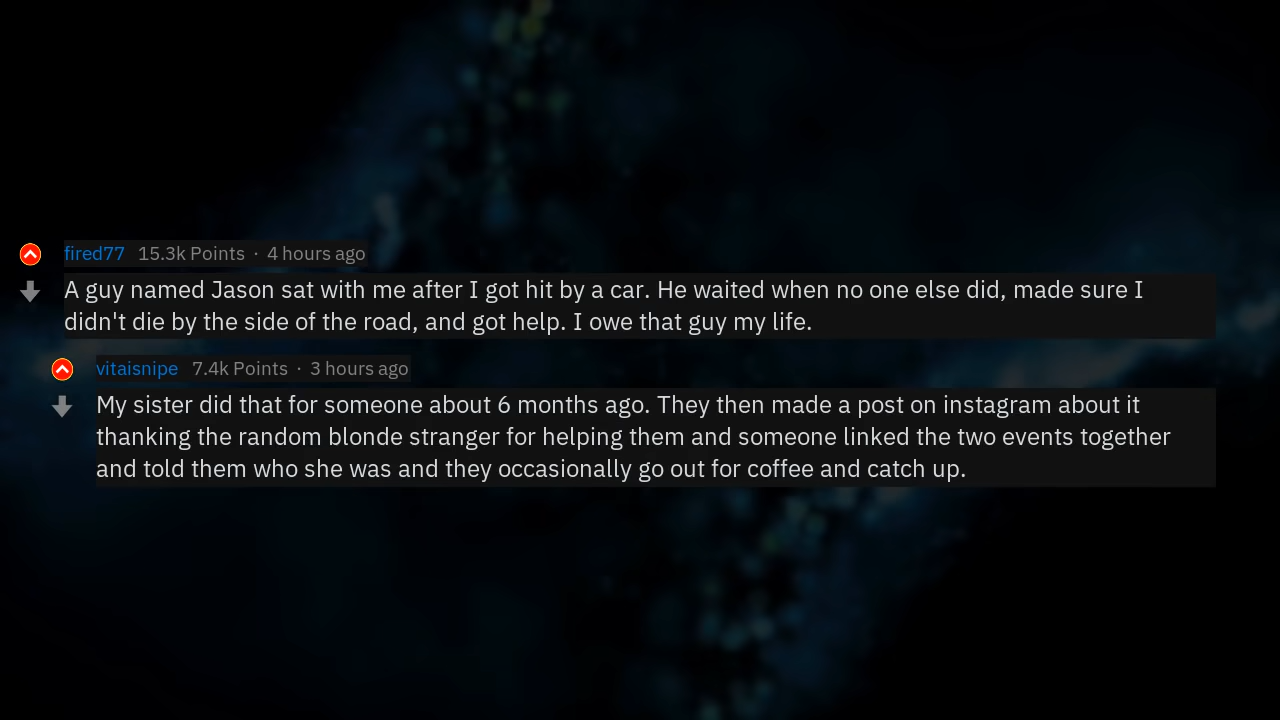 fired77 15.3k Points · 4 hours ago
A guy named Jason sat with me after I got hit by a car. He waited when no one else did, made sure I
didn't die by the side of the road, and got help. I owe that guy my life.
vitaisnipe 7.4k Points · 3 hours ago
My sister did that for someone about 6 months ago. They then made a post on instagram about it
thanking the random blonde stranger for helping them and someone linked the two events together
and told them who she was and they occasionally go out for coffee and catch up.